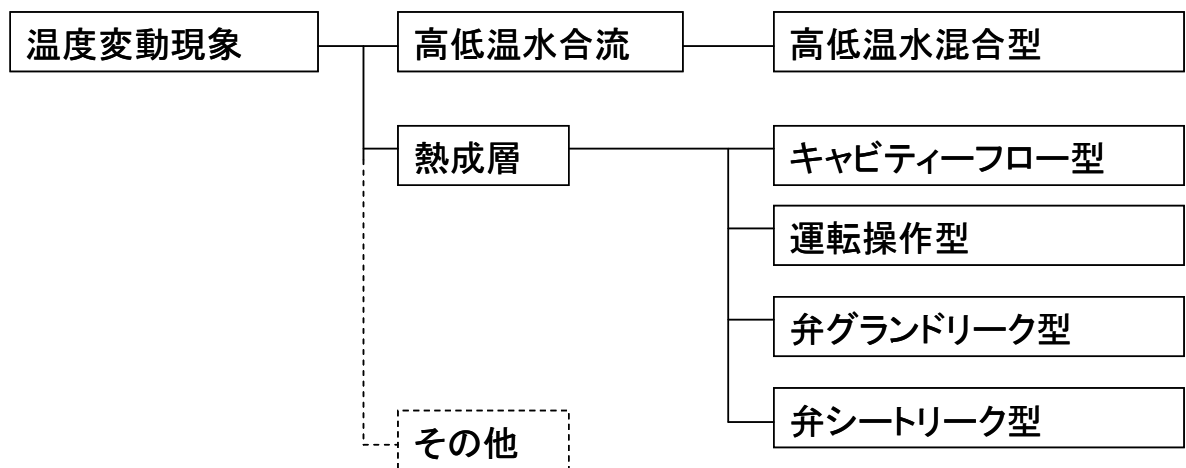 温度変動現象
高低温水合流
高低温水混合型
熱成層
キャビティーフロー型
運転操作型
弁グランドリーク型
弁シートリーク型
その他